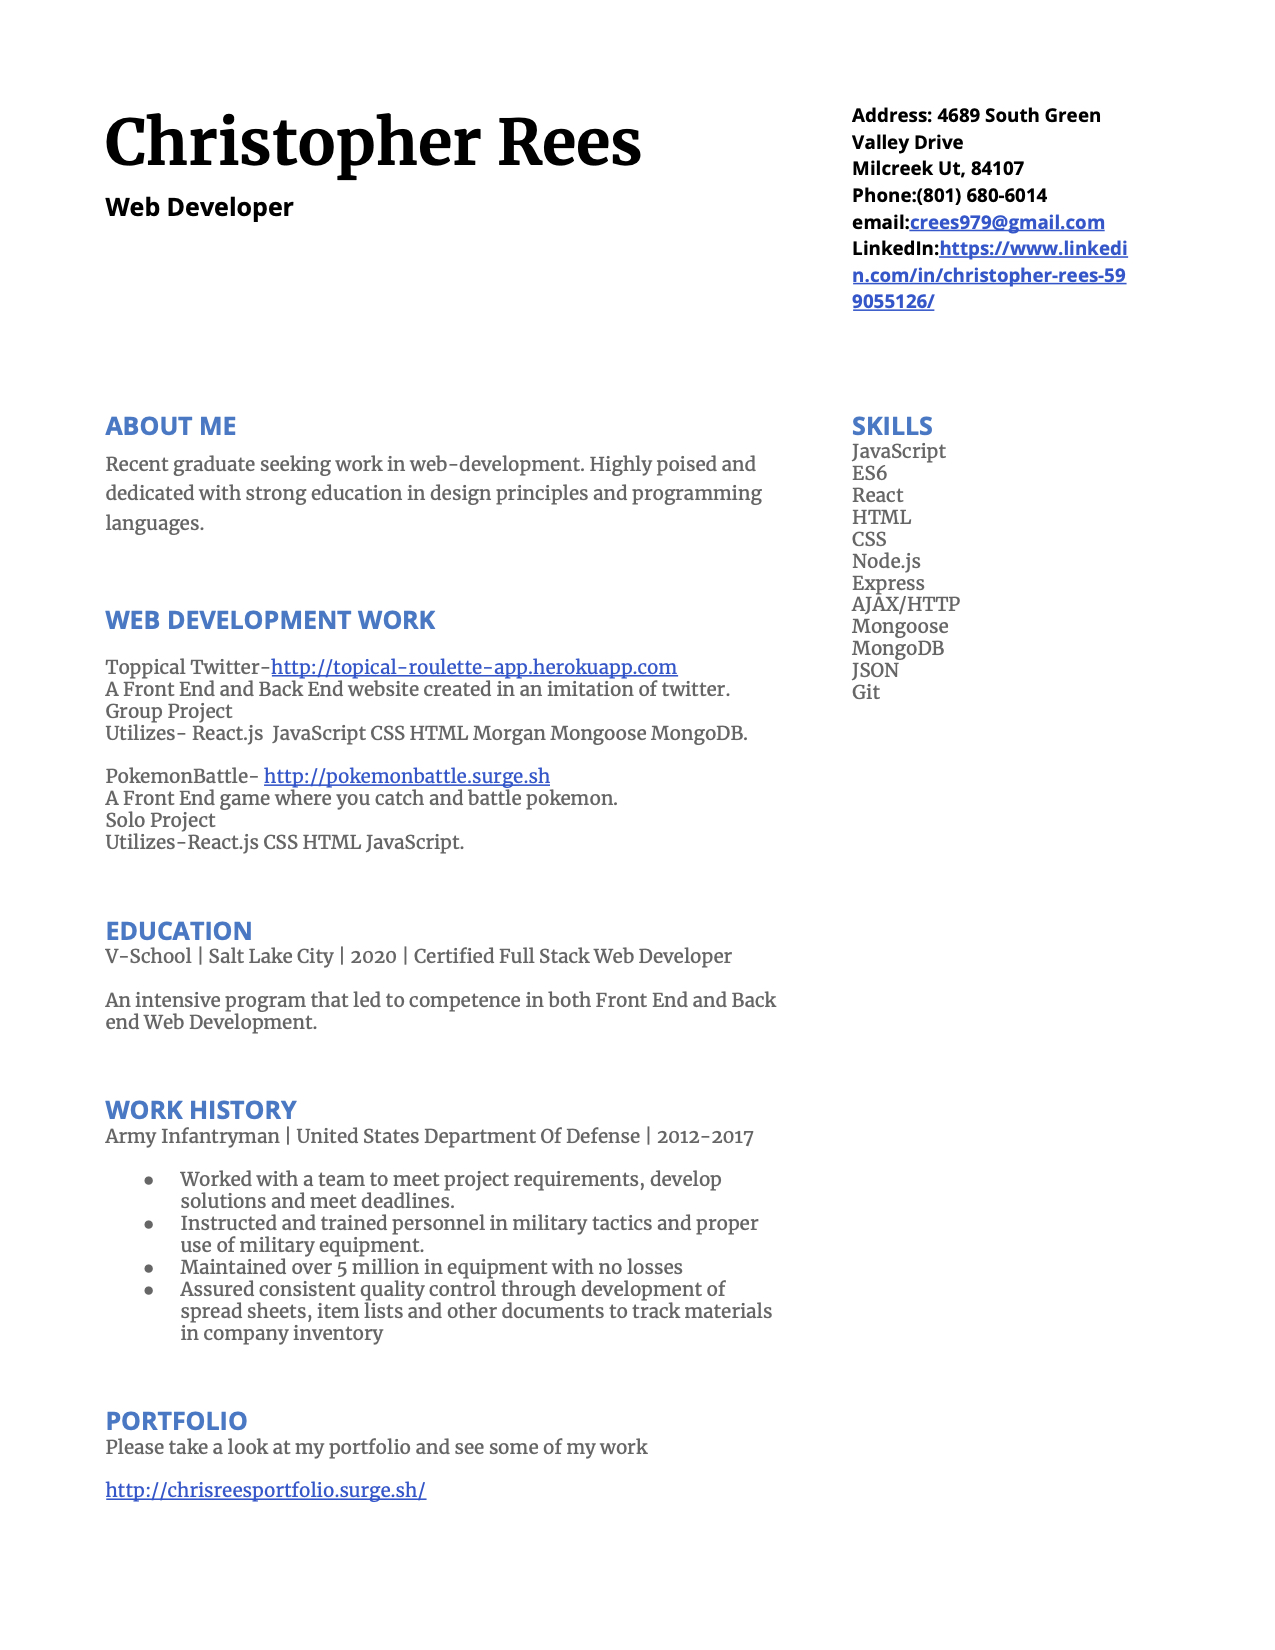 Christopher Rees
Web Developer
Address: 4689 South Green
Valley Drive
Milcreek Ut, 84107
Phone:(801) 680-6014
email:crees979@gmail.com
LinkedIn:https://www.linkedi
n.com/in/christopher-rees-59
9055126/
ABOUT ME
Recent graduate seeking work in web-development. Highly poised and
dedicated with strong education in design principles and programming
languages.
WEB DEVELOPMENT WORK
Toppical Twitter-http://topical-roulette-app.herokuapp.com
A Front End and Back End website created in an imitation of twitter.
Group Project
Utilizes- React.js  JavaScript CSS HTML Morgan Mongoose MongoDB.
PokemonBattle- http://pokemonbattle.surge.sh
A Front End game where you catch and battle pokemon.
Solo Project
Utilizes-React.js CSS HTML JavaScript.
EDUCATION
V-School | Salt Lake City | 2020 | Certified Full Stack Web Developer
An intensive program that led to competence in both Front End and Back
end Web Development.
WORK HISTORY
Army Infantryman | United States Department Of Defense | 2012-2017
● Worked with a team to meet project requirements, develop
solutions and meet deadlines.
● Instructed and trained personnel in military tactics and proper
use of military equipment.
● Maintained over 5 million in equipment with no losses
● Assured consistent quality control through development of
spread sheets, item lists and other documents to track materials
in company inventory
PORTFOLIO
Please take a look at my portfolio and see some of my work
http://chrisreesportfolio.surge.sh/
SKILLS
JavaScript
ES6
React
HTML
CSS
Node.js
Express
AJAX/HTTP
Mongoose
MongoDB
JSON
Git